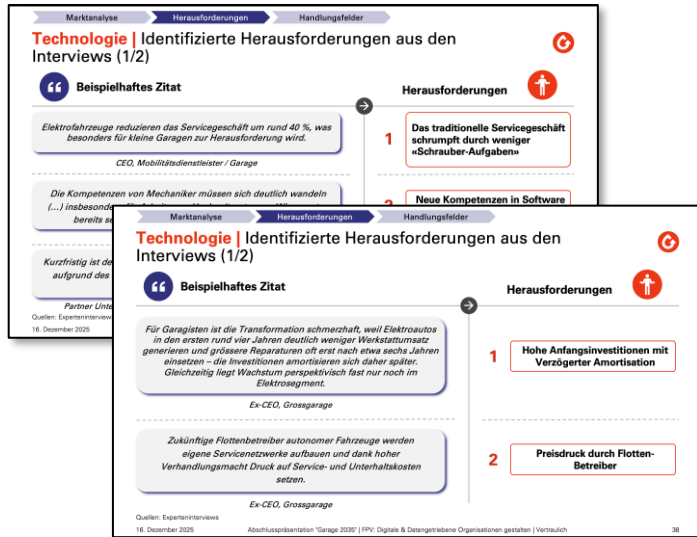 Marktanalyse
Herausforderungen
Handlungsfelder
Technologie | Identifizierte Herausforderungen aus den
Interviews (1/2)
Beispielhaftes Zitat
Herausforderungen
Elektrofahrzeuge reduzieren das Servicegeschäft um rund 40 %, was
besonders für kleine Garagen zur Herausforderung wird.
CEO, Mobilitätsdienstleister / Garage
1
Das traditionelle Servicegeschäft
schrumpft durch weniger
«Schrauber-Aufgaben»
Die Kompetenzen von Mechaniker müssen sich deutlich wandeln
(...) insbesond
bereits se
Neue Kompetenzen in Software
Kurzfristig ist de
aufgrund des
Partner Unte
Quellen: Experteninterviews
16. Dezember 2025
Marktanalyse
Herausforderungen
Handlungsfelder
Technologie | Identifizierte Herausforderungen aus den
Interviews (1/2)
Beispielhaftes Zitat
Herausforderungen
Für Garagisten ist die Transformation schmerzhaft, weil Elektroautos
in den ersten rund vier Jahren deutlich weniger Werkstattumsatz
generieren und grössere Reparaturen oft erst nach etwa sechs Jahren
einsetzen – die Investitionen amortisieren sich daher später.
Gleichzeitig liegt Wachstum perspektivisch fast nur noch im
Elektrosegment.
Ex-CEO, Grossgarage
1
Hohe Anfangsinvestitionen mit
Verzögerter Amortisation
Zukünftige Flottenbetreiber autonomer Fahrzeuge werden
eigene Servicenetzwerke aufbauen und dank hoher
Verhandlungsmacht Druck auf Service- und Unterhaltskosten
setzen.
Ex-CEO, Grossgarage
2
Preisdruck durch Flotten-
Betreiber
Quellen: Experteninterviews
16. Dezember 2025
Abschlusspräsentation "Garage 2035" | FPV: Digitale & Datengetriebene Organisationen gestalten | Vertraulich
38